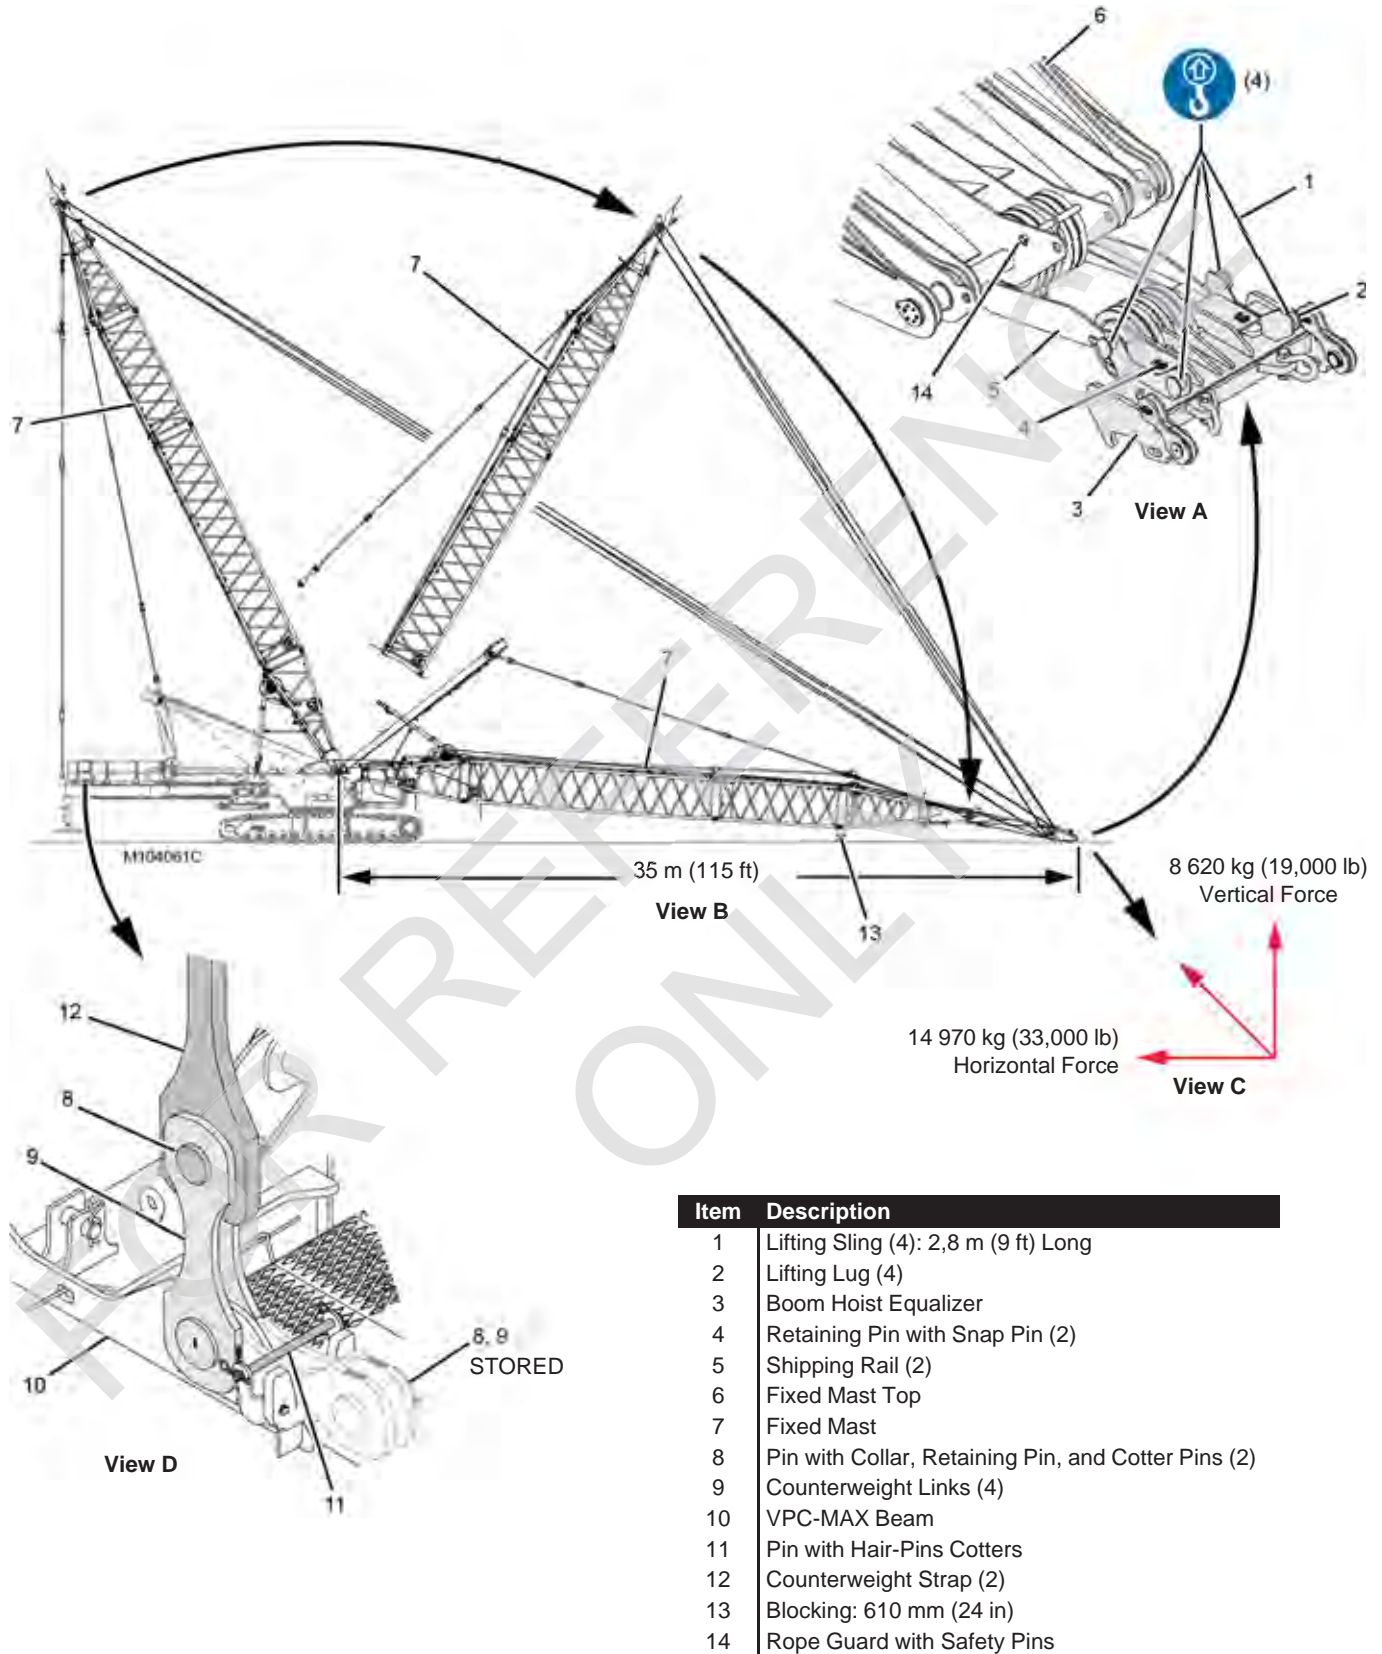 6
(4)
1
2
7
7
14
5
4
3
View A
7
M104061C
35 m (115 ft)
View B
13
8 620 kg (19,000 lb)
Vertical Force
14 970 kg (33,000 lb)
Horizontal Force
View C
12
8
9
10
8, 9
STORED
View D
11
FOR REFERENCE
ONLY
Item Description
1 Lifting Sling (4): 2,8 m (9 ft) Long
2 Lifting Lug (4)
3 Boom Hoist Equalizer
4 Retaining Pin with Snap Pin (2)
5 Shipping Rail (2)
6 Fixed Mast Top
7 Fixed Mast
8 Pin with Collar, Retaining Pin, and Cotter Pins (2)
9 Counterweight Links (4)
10 VPC-MAX Beam
11 Pin with Hair-Pins Cotters
12 Counterweight Strap (2)
13 Blocking: 610 mm (24 in)
14 Rope Guard with Safety Pins